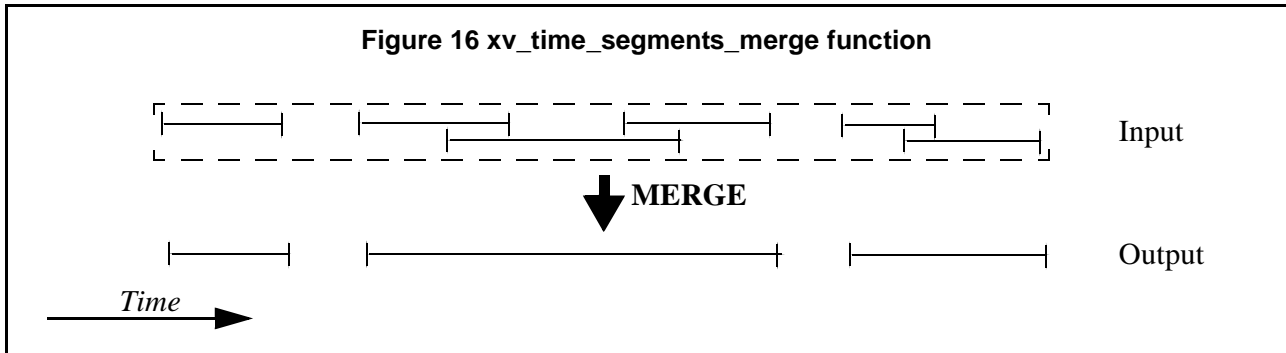 Figure 16 xv_time_segments_merge function
Input
MERGE
Output
Time